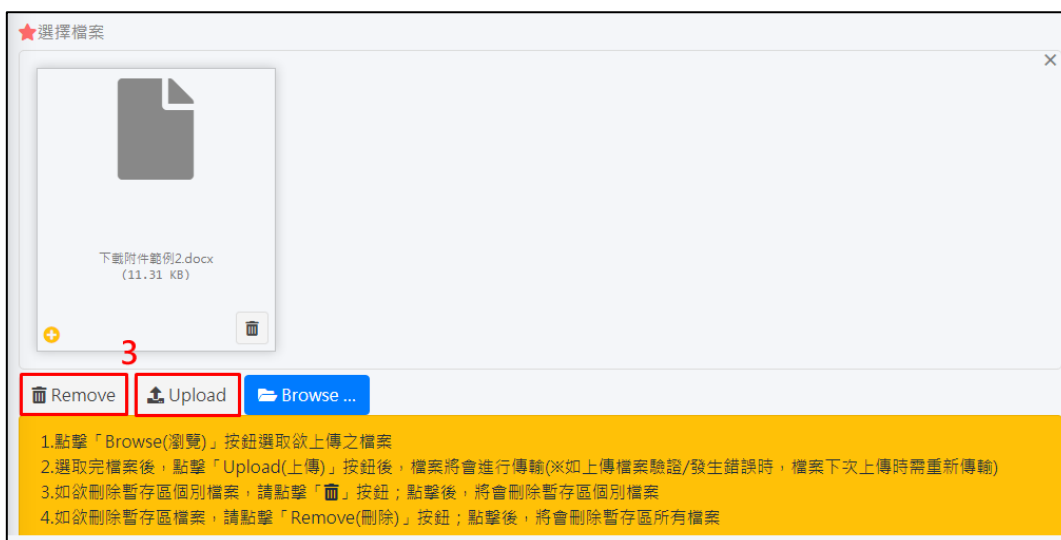 選擇檔案
×
下載附件範例2.docx
(11.31 KB)
3
Remove
Upload
Browse ...
1.點擊「Browse(瀏覽)」按鈕選取欲上傳之檔案
2.選取完檔案後,點擊「Upload(上傳)」按鈕後,檔案將會進行傳輸(※如上傳檔案驗證/發生錯誤時,檔案下次上傳時需重新傳輸)
3.如欲刪除暫存區個別檔案,請點擊「」按鈕;點擊後,將會刪除暫存區個別檔案
4.如欲刪除暫存區檔案,請點擊「Remove(刪除)」按鈕;點擊後,將會刪除暫存區所有檔案